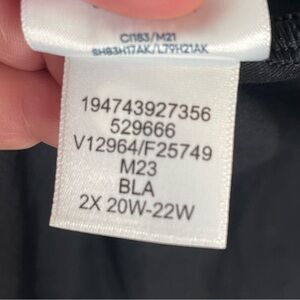 CI183/M21
SH83H17AK/L79H21AK
194743927356
529666
V12964/F25749
M23
BLA
2X 20W-22W